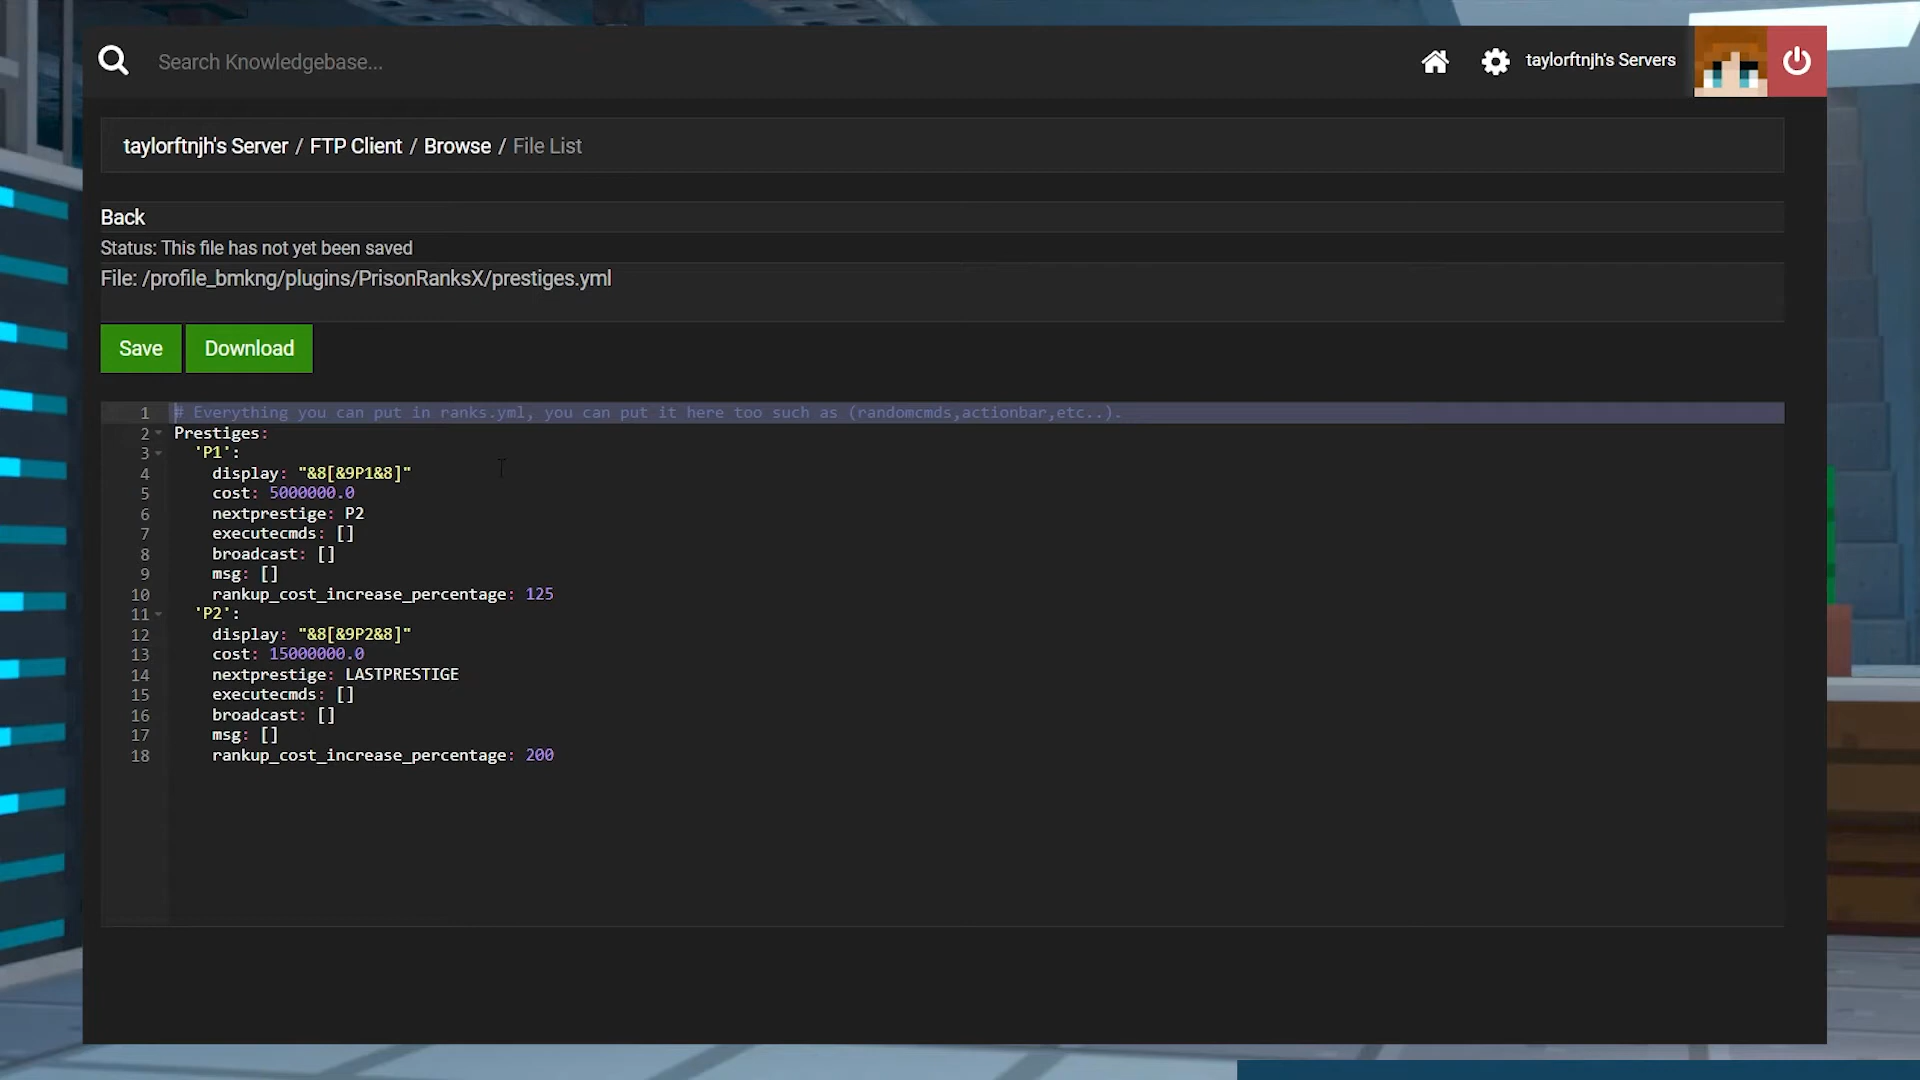 Search Knowledgebase...
taylorftnjh's Servers
taylorftnjh's Server / FTP Client / Browse / File List
Back
Status: This file has not yet been saved
File: /profile_bmkng/plugins/PrisonRanksX/prestiges.yml
Save Download
1 # Everything you can put in ranks.yml, you can put it here too such as (randomcmds,actionbar,etc..).
2 Prestiges:
3 'P1':
4 display: "&8[&9P1&8]"
5 cost: 5000000.0
6 nextprestige: P2
7 executecmds: []
8 broadcast: []
9 msg: []
10 rankup_cost_increase_percentage: 125
11 'P2':
12 display: "&8[&9P2&8]"
13 cost: 15000000.0
14 nextprestige: LASTPRESTIGE
15 executecmds: []
16 broadcast: []
17 msg: []
18 rankup_cost_increase_percentage: 200